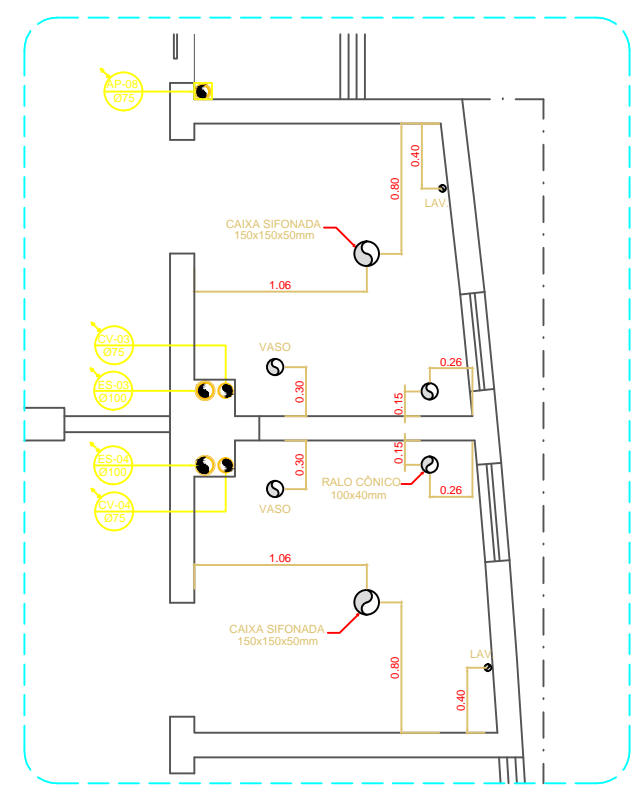 AP-08
Ø75
0.40
0.80
LAV.
CAIXA SIFONADA
150x150x50mm
1.06
CV-03
Ø75
VASO
0.26
ES-03
Ø100
0.30
0.15
ES-04
Ø100
0.30
0.15
RALO CÔNICO
100x40mm
0.26
CV-04
Ø75
VASO
1.06
CAIXA SIFONADA
150x150x50mm
LAV.
0.80
0.40